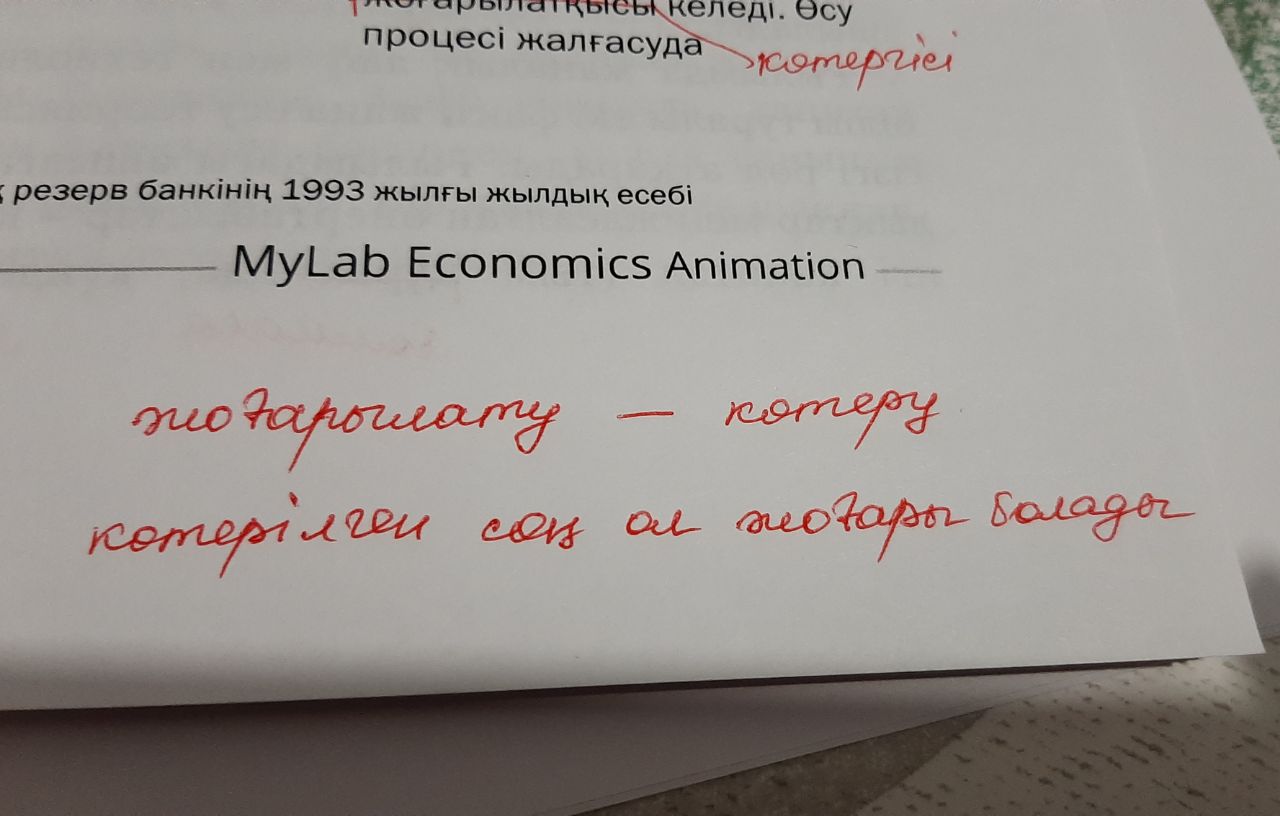 жоғарылатқысы келеді. Өсу
процесі жалғасуда
көтергісі
резерв банкінің 1993 жылғы жылдық есебі
MyLab Economics Animation
жоғарылату — көтеру
көтерілген соң ол жоғары болады